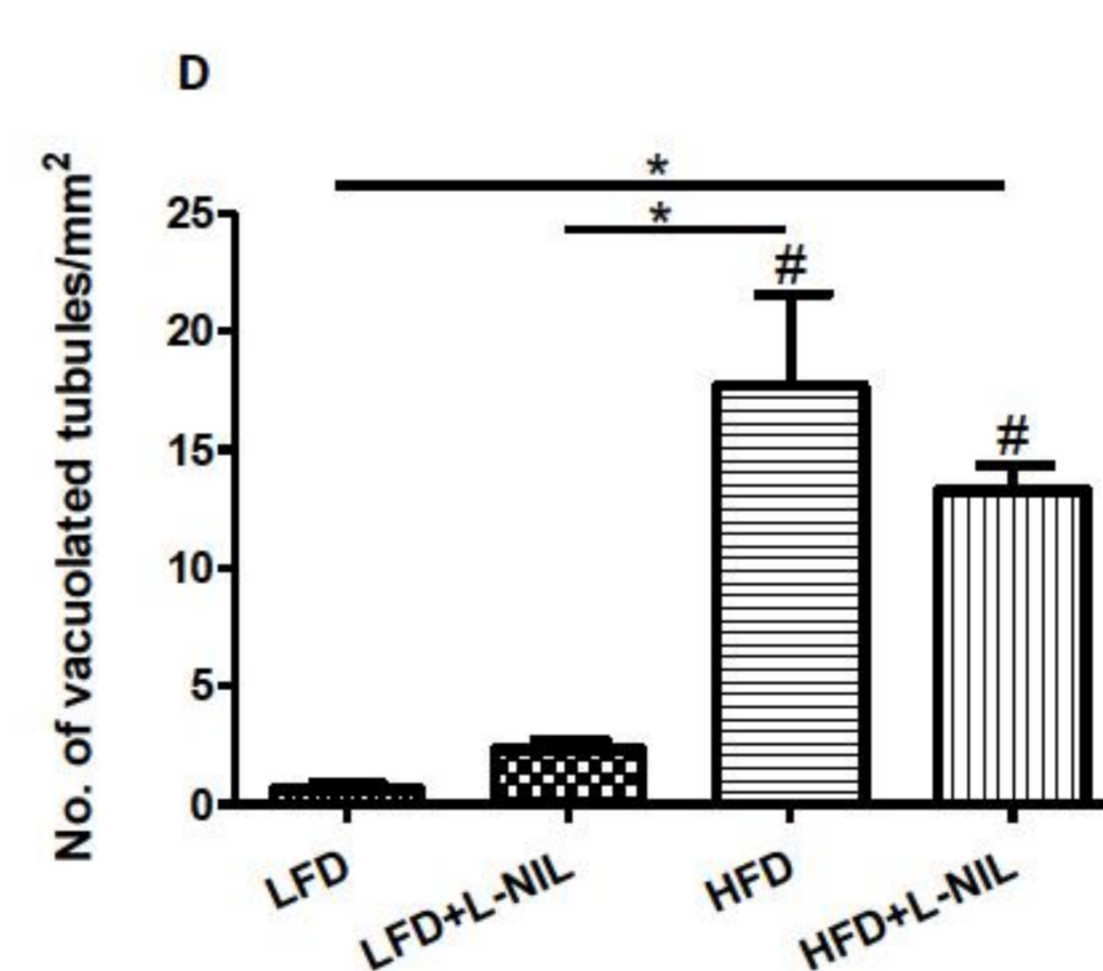 D
No. of vacuolated tubules/mm²
*
25
*
#
20
15
#
10
5
0
LFD
LFD+L-NIL
HFD
HFD+L-NIL